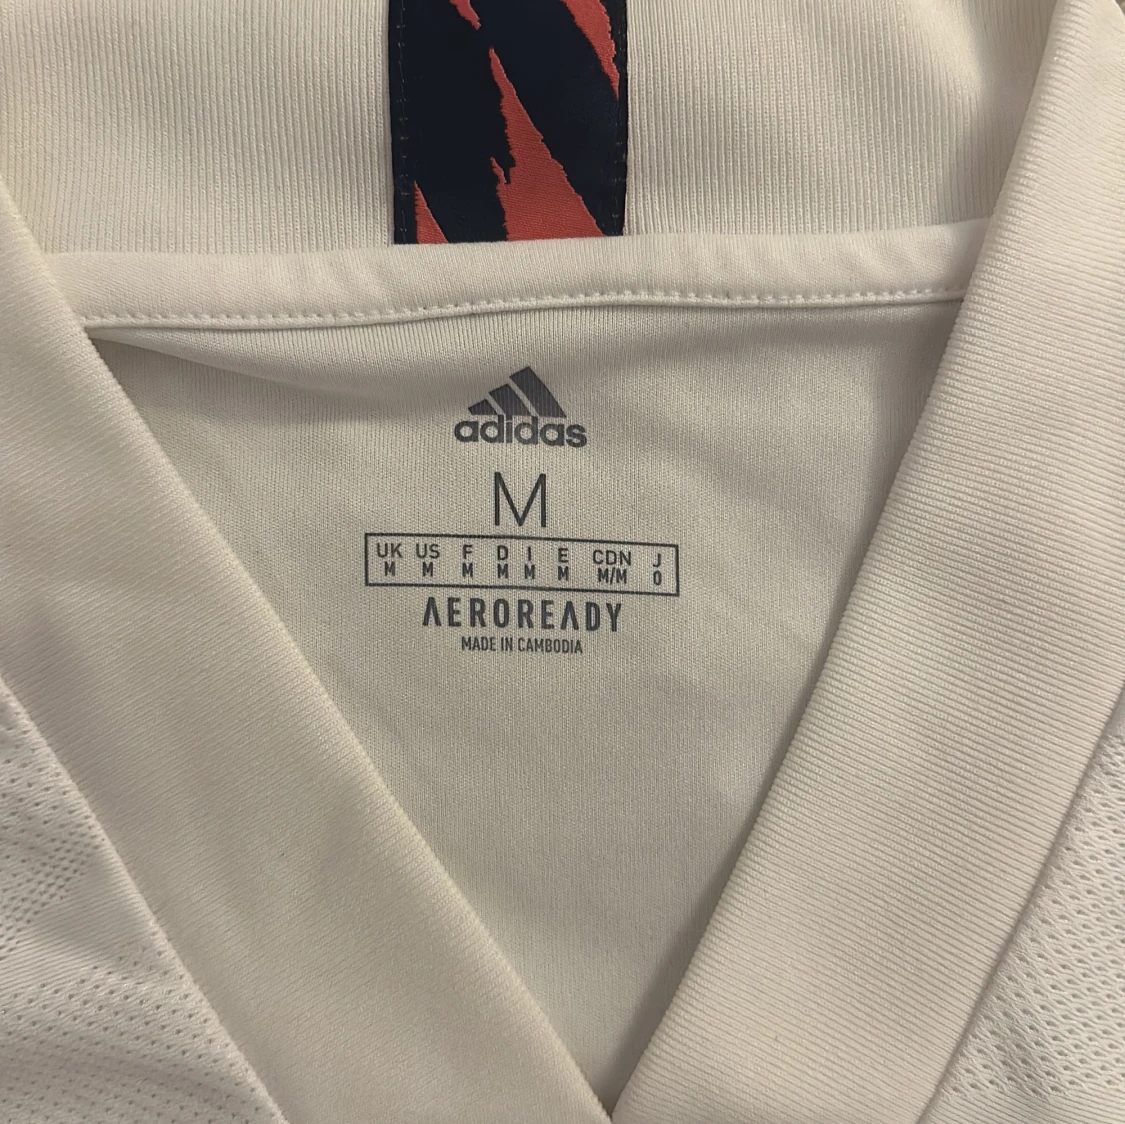 adidas
M
UK US F D I E CDN J
M M M M M M M/M O
AEROREADY
MADE IN CAMBODIA